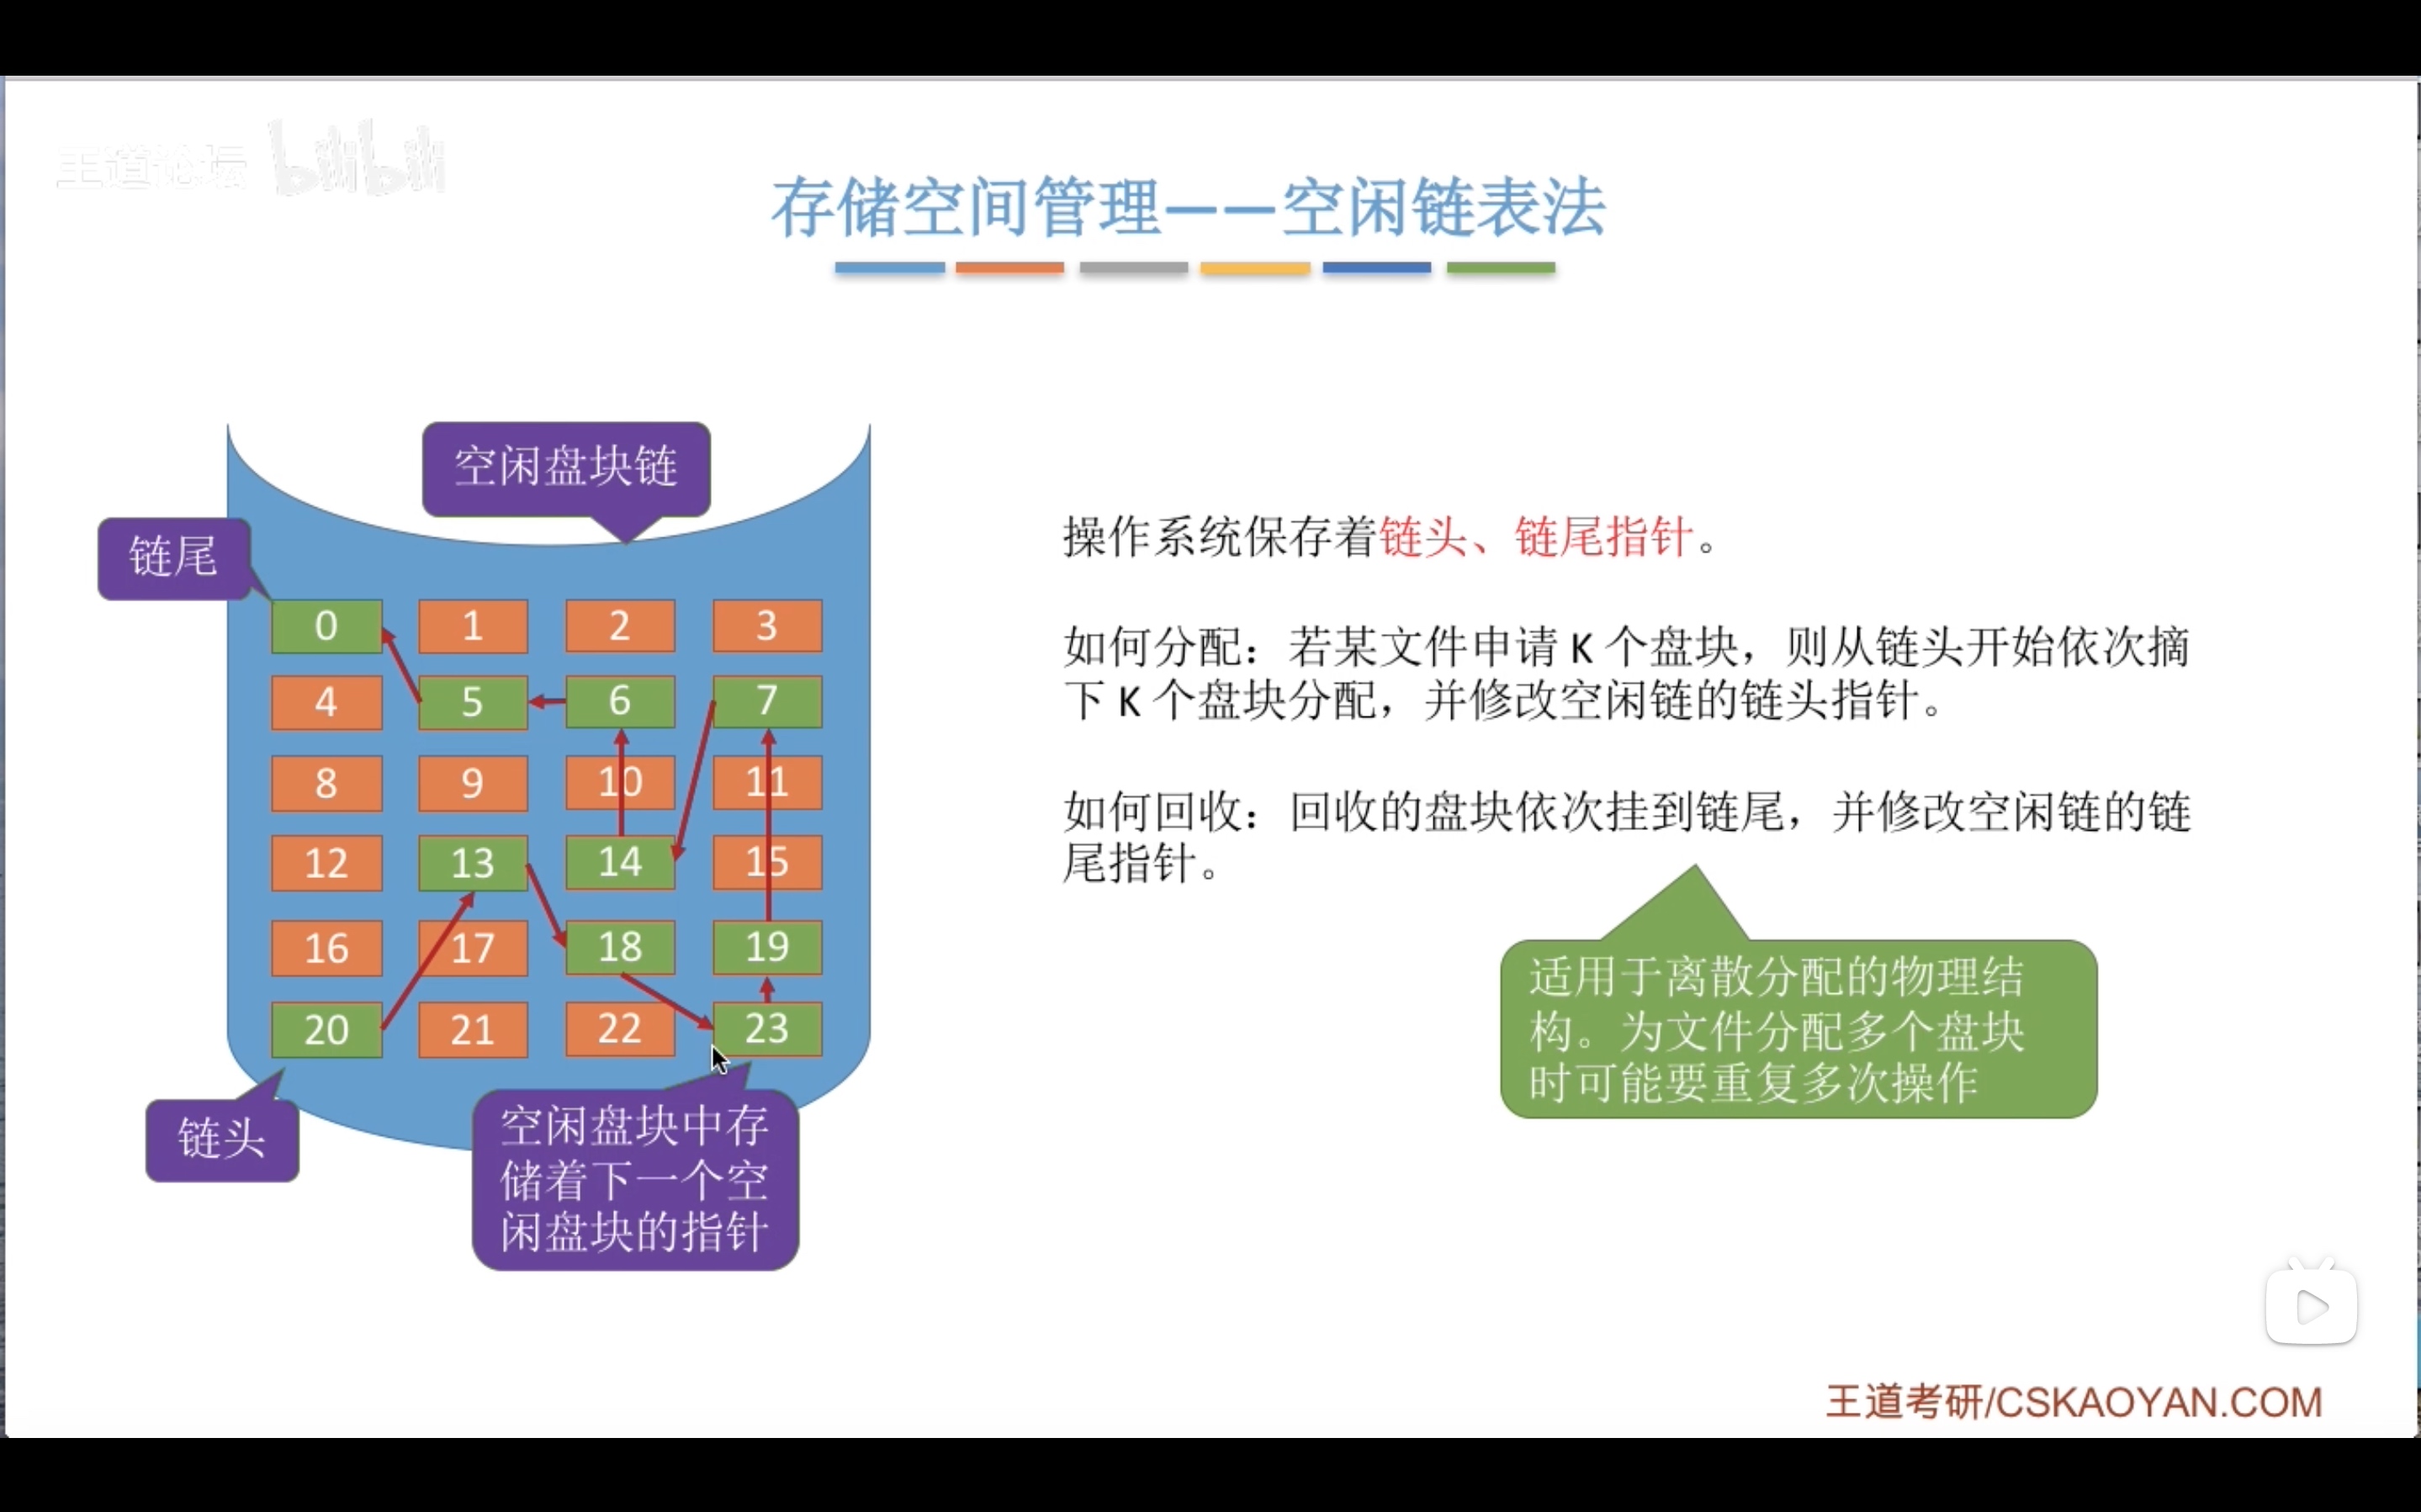 王道论坛 bilibili
存储空间管理——空闲链表法
空闲盘块链
链尾
0 1 2 3
4 5 6 7
8 9 10 11
12 13 14 15
16 17 18 19
20 21 22 23
链头
空闲盘块中存
储着下一个空
闲盘块的指针
操作系统保存着链头、链尾指针。
如何分配：若某文件申请 K 个盘块，则从链头开始依次摘
下 K 个盘块分配，并修改空闲链的链头指针。
如何回收：回收的盘块依次挂到链尾，并修改空闲链的链
尾指针。
适用于离散分配的物理结
构。为文件分配多个盘块
时可能要重复多次操作
王道考研/CSKAOYAN.COM